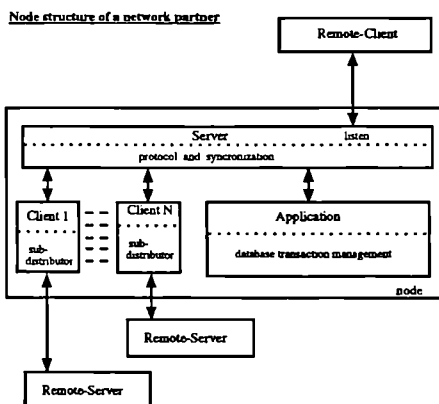 Node structure of a network partner
Remote-Client
Server listen
protocol and syncronization
Client 1
sub-
distributor
Client N
sub-
distributor
Application
database transaction management
node
Remote-Server
Remote-Server